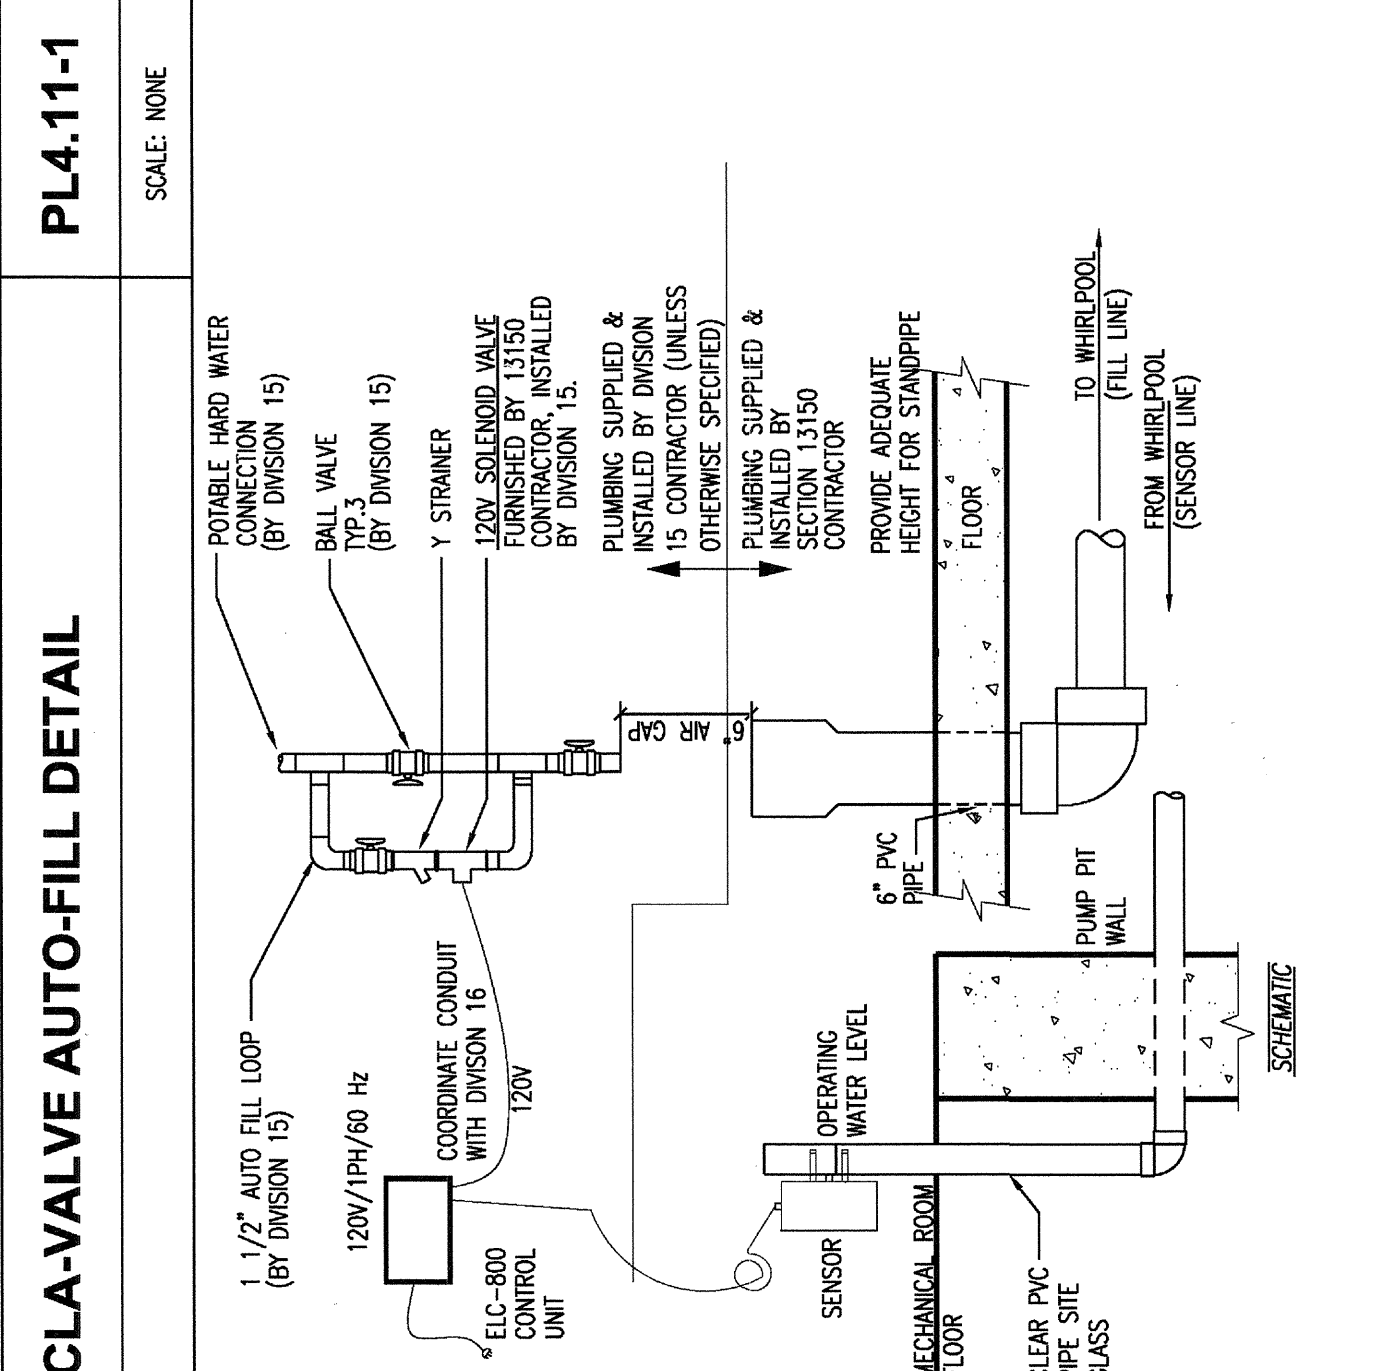 CLA-VALVE AUTO-FILL DETAIL
PL4.11-1
SCALE: NONE
POTABLE HARD WATER
CONNECTION
(BY DIVISION 15)
BALL VALVE
TYP.3
(BY DIVISION 15)
Y STRAINER
120V SOLENOID VALVE
FURNISHED BY 13150
CONTRACTOR, INSTALLED
BY DIVISION 15.
PLUMBING SUPPLIED &
INSTALLED BY DIVISION
15 CONTRACTOR (UNLESS
OTHERWISE SPECIFIED)
PLUMBING SUPPLIED &
INSTALLED BY
SECTION 13150
CONTRACTOR
PROVIDE ADEQUATE
HEIGHT FOR STANDPIPE
FLOOR
TO WHIRLPOOL
(FILL LINE)
FROM WHIRLPOOL
(SENSOR LINE)
6" AIR GAP
6" PVC
PIPE
PUMP PIT
WALL
1 1/2" AUTO FILL LOOP
(BY DIVISION 15)
120V/1PH/60 Hz
COORDINATE CONDUIT
WITH DIVISON 16
120V
ELC-800
CONTROL
UNIT
OPERATING
WATER LEVEL
SENSOR
MECHANICAL ROOM
FLOOR
CLEAR PVC
PIPE SITE
GLASS
SCHEMATIC